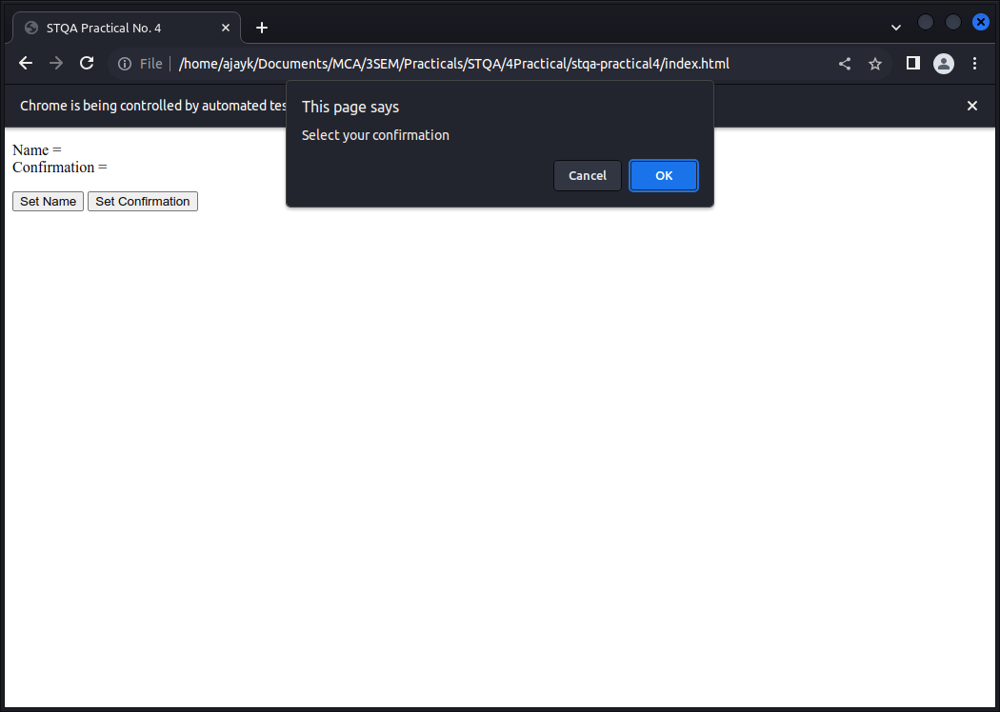 STQA Practical No. 4
File | /home/ajayk/Documents/MCA/3SEM/Practicals/STQA/4Practical/stqa-practical4/index.html
Chrome is being controlled by automated tes
This page says
Select your confirmation
Cancel OK
Name =
Confirmation =
Set Name Set Confirmation